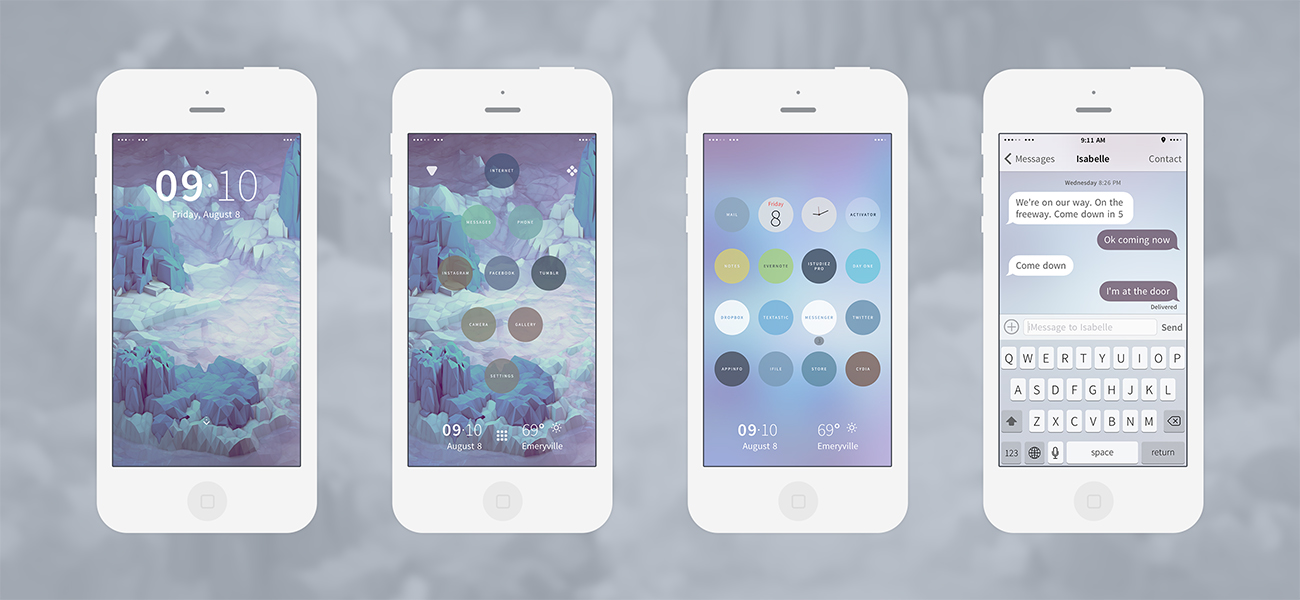 09·10
Friday, August 8
INTERNET
MESSAGES PHONE
INSTAGRAM FACEBOOK TUMBLR
CAMERA GALLERY
SETTINGS
09·10 69°
August 8 Emeryville
MAIL Friday 8 ACTIVATOR
NOTES EVERNOTE ISTUDIEZ PRO DAY ONE
DROPBOX TEXTASTIC MESSENGER TWITTER
APPINFO IFILE STORE CYDIA
09·10 69°
August 8 Emeryville
9:11 AM
Messages Isabelle Contact
Wednesday 8:26 PM
We're on our way. On the
freeway. Come down in 5
Ok coming now
Come down
I'm at the door
Delivered
iMessage to Isabelle Send
Q W E R T Y U I O P
A S D F G H J K L
Z X C V B N M
123 space return